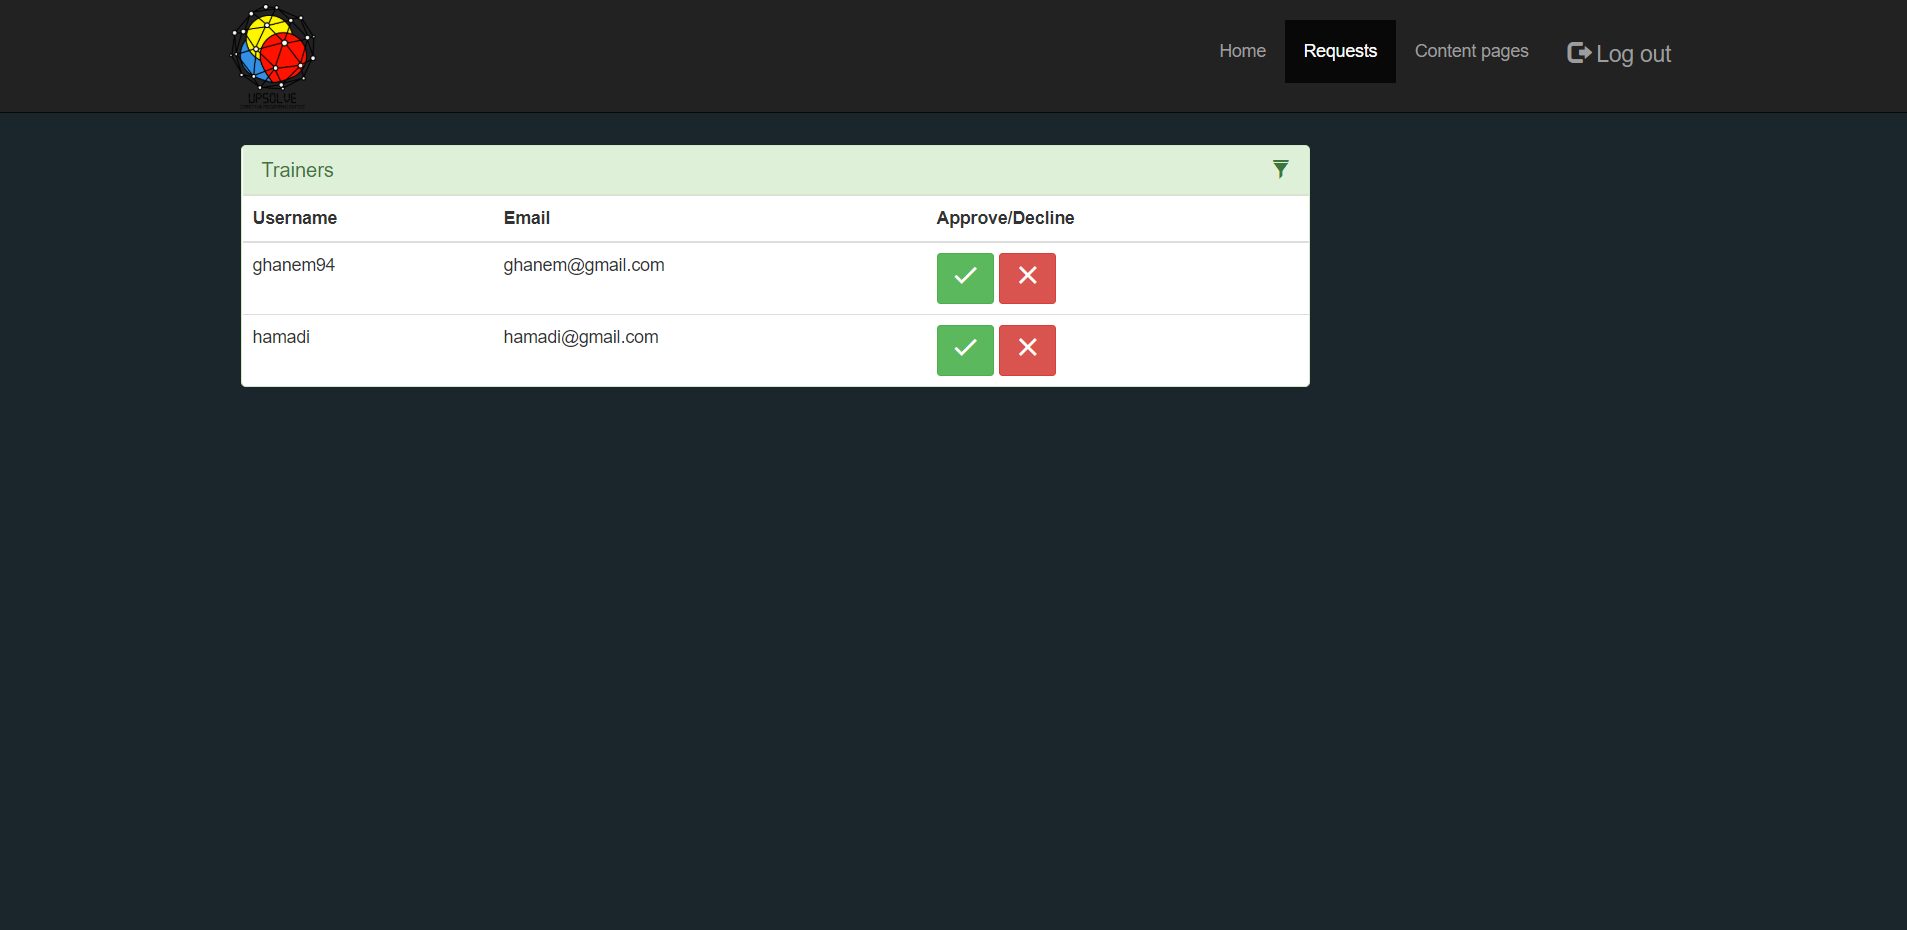 UPSOLVE
Home Requests Content pages Log out
Trainers
Username Email Approve/Decline
ghanem94 ghanem@gmail.com
hamadi hamadi@gmail.com